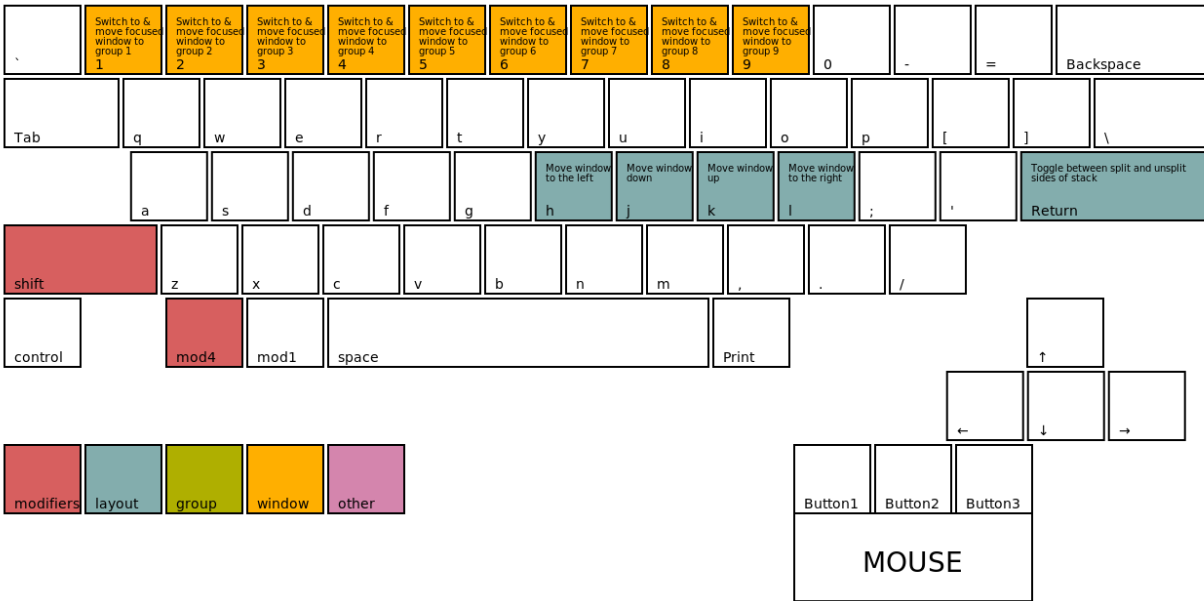 Switch to &
move focused
window to
group 1
Switch to &
move focused
window to
group 2
Switch to &
move focused
window to
group 3
Switch to &
move focused
window to
group 4
Switch to &
move focused
window to
group 5
Switch to &
move focused
window to
group 6
Switch to &
move focused
window to
group 7
Switch to &
move focused
window to
group 8
Switch to &
move focused
window to
group 9
` 1 2 3 4 5 6 7 8 9 0 - = Backspace
Tab q w e r t y u i o p [ ] \
Move window
to the left
Move window
down
Move window
up
Move window
to the right
Toggle between split and unsplit
sides of stack
a s d f g h j k l ; ' Return
shift z x c v b n m , . /
control mod4 mod1 space Print ↑
← ↓ →
modifiers layout group window other Button1 Button2 Button3
MOUSE